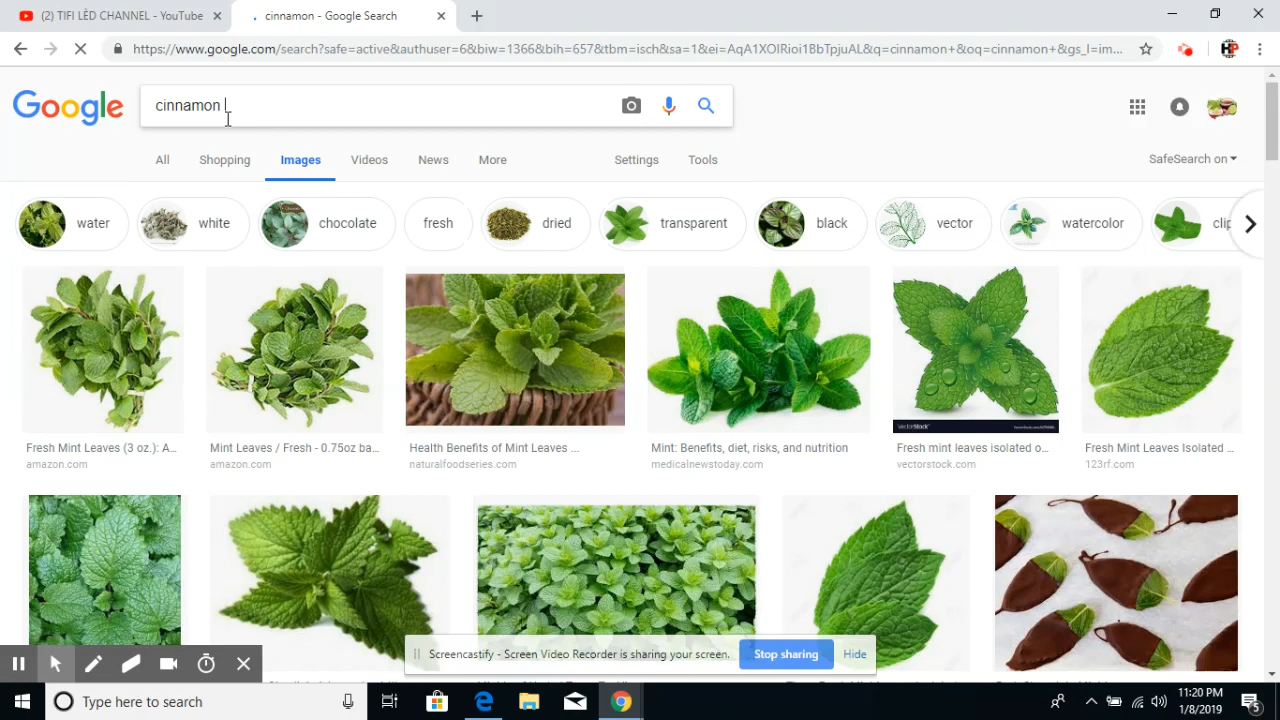 (2) TIFI LÈD CHANNEL - YouTube
cinnamon - Google Search
https://www.google.com/search?safe=active&authuser=6&biw=1366&bih=657&tbm=isch&sa=1&ei=AqA1XOIRioi1BbTpjuAL&q=cinnamon+&oq=cinnamon+&gs_l=im...
HP
Google
cinnamon
All Shopping Images Videos News More Settings Tools SafeSearch on
water white chocolate fresh dried transparent black vector watercolor clip
Fresh Mint Leaves (3 oz.): A... Mint Leaves / Fresh - 0.75oz ba... Health Benefits of Mint Leaves ... Mint: Benefits, diet, risks, and nutrition Fresh mint leaves isolated o... Fresh Mint Leaves Isolated ...
amazon.com amazon.com naturalfoodseries.com medicalnewstoday.com vectorstock.com 123rf.com
VectorStock
Screencastify - Screen Video Recorder is sharing your screen. Stop sharing Hide
Type here to search
11:20 PM
1/8/2019
5